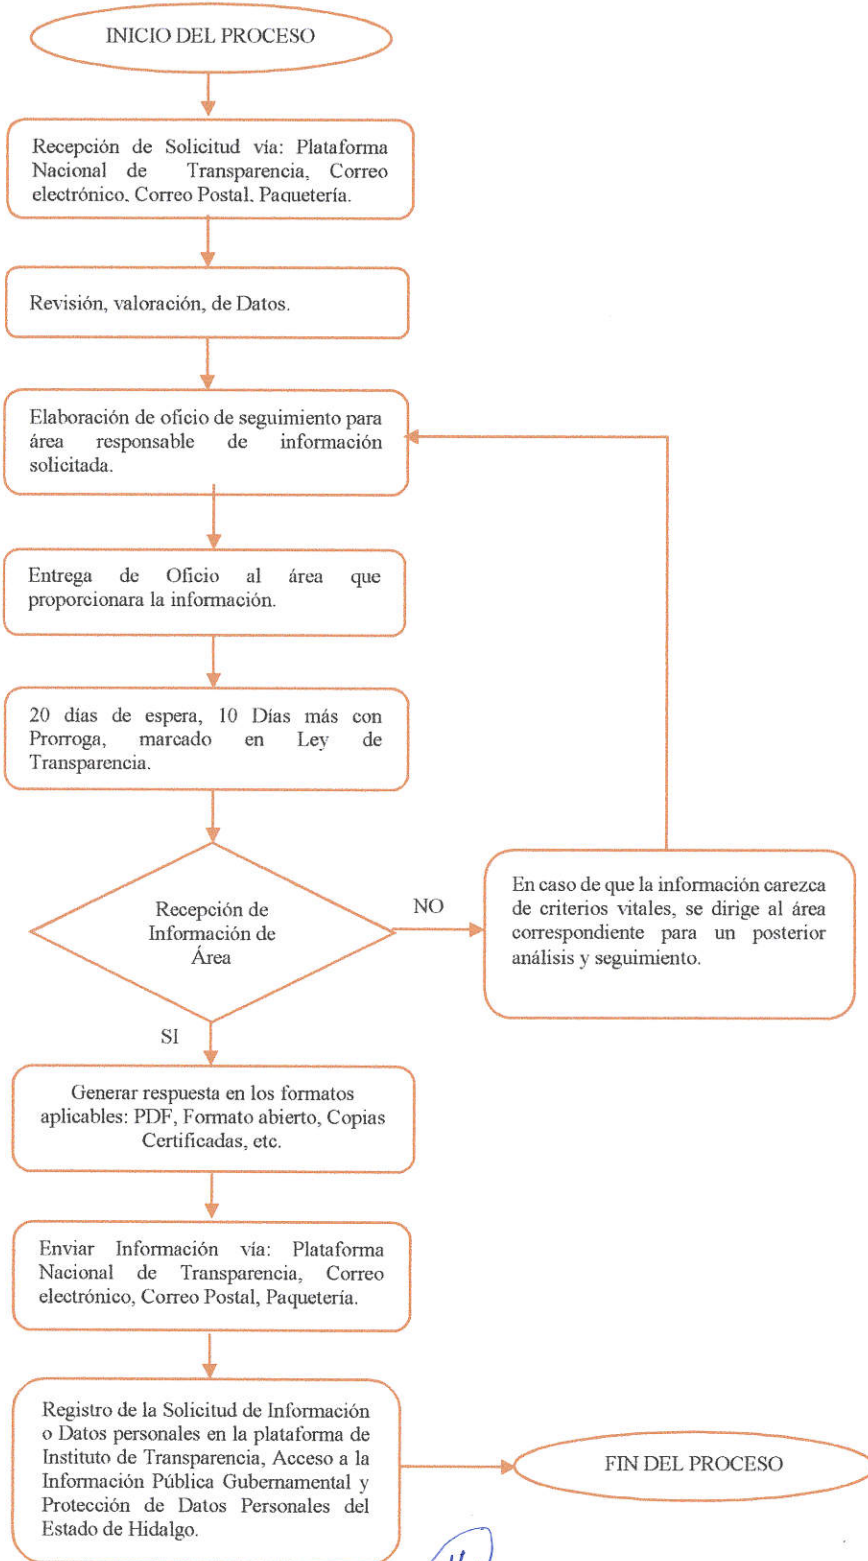 INICIO DEL PROCESO
Recepción de Solicitud vía: Plataforma
Nacional de Transparencia, Correo
electrónico, Correo Postal, Paquetería.
Revisión, valoración, de Datos.
Elaboración de oficio de seguimiento para
área responsable de información
solicitada.
Entrega de Oficio al área que
proporcionara la información.
20 días de espera, 10 Días más con
Prorroga, marcado en Ley de
Transparencia.
Recepción de
Información de
Área
NO
En caso de que la información carezca
de criterios vitales, se dirige al área
correspondiente para un posterior
análisis y seguimiento.
SI
Generar respuesta en los formatos
aplicables: PDF, Formato abierto, Copias
Certificadas, etc.
Enviar Información vía: Plataforma
Nacional de Transparencia, Correo
electrónico, Correo Postal, Paquetería.
Registro de la Solicitud de Información
o Datos personales en la plataforma de
Instituto de Transparencia, Acceso a la
Información Pública Gubernamental y
Protección de Datos Personales del
Estado de Hidalgo.
FIN DEL PROCESO